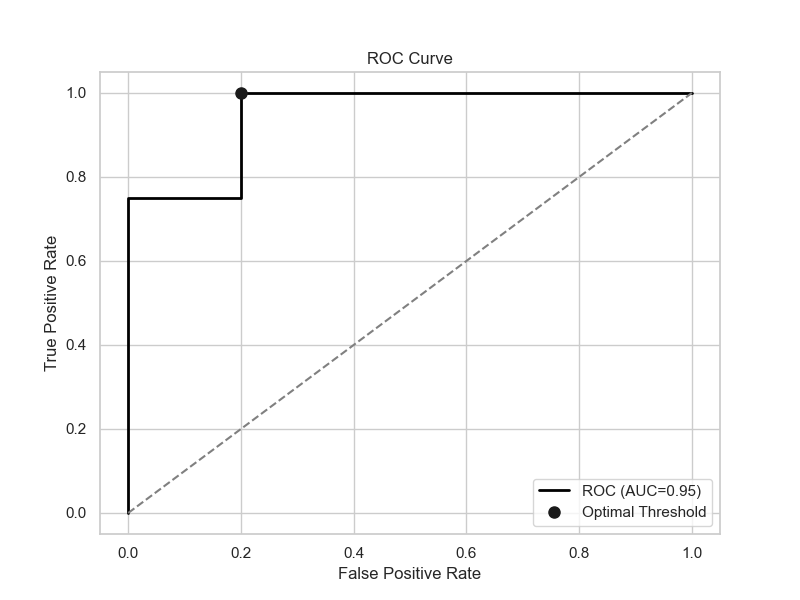 ROC Curve
1.0
0.8
0.6
0.4
0.2
0.0
True Positive Rate
0.0 0.2 0.4 0.6 0.8 1.0
False Positive Rate
ROC (AUC=0.95)
Optimal Threshold